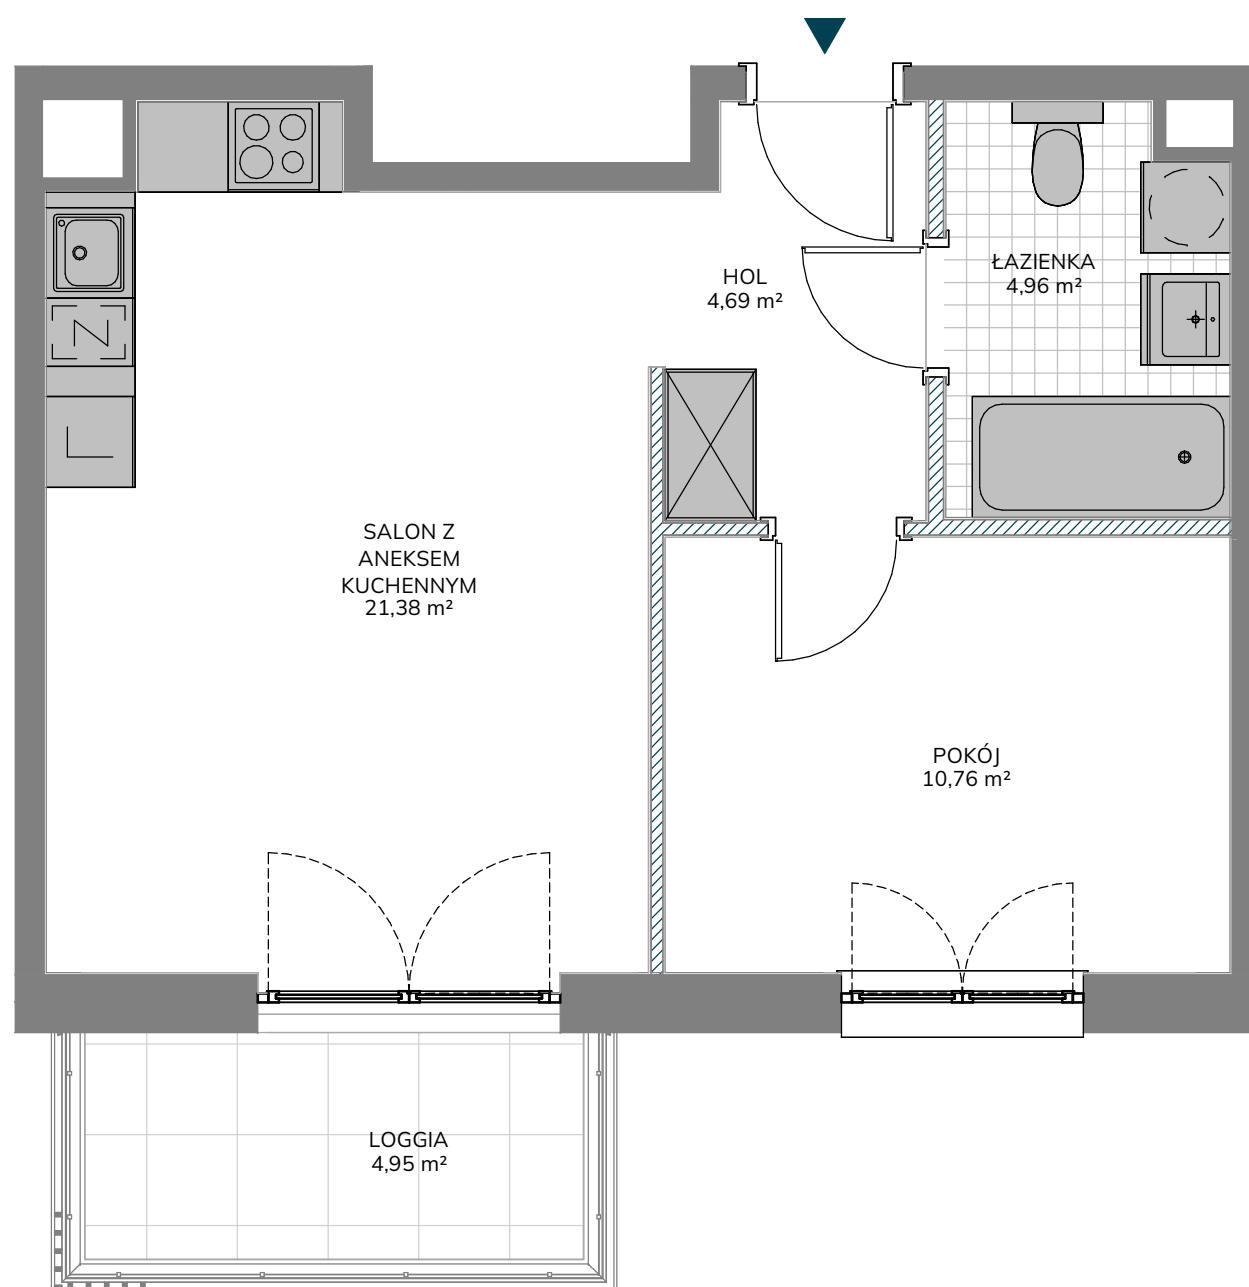 HOL
4,69 m²
ŁAZIENKA
4,96 m²
Z
L
SALON Z
ANEKSEM
KUCHENNYM
21,38 m²
POKÓJ
10,76 m²
LOGGIA
4,95 m²